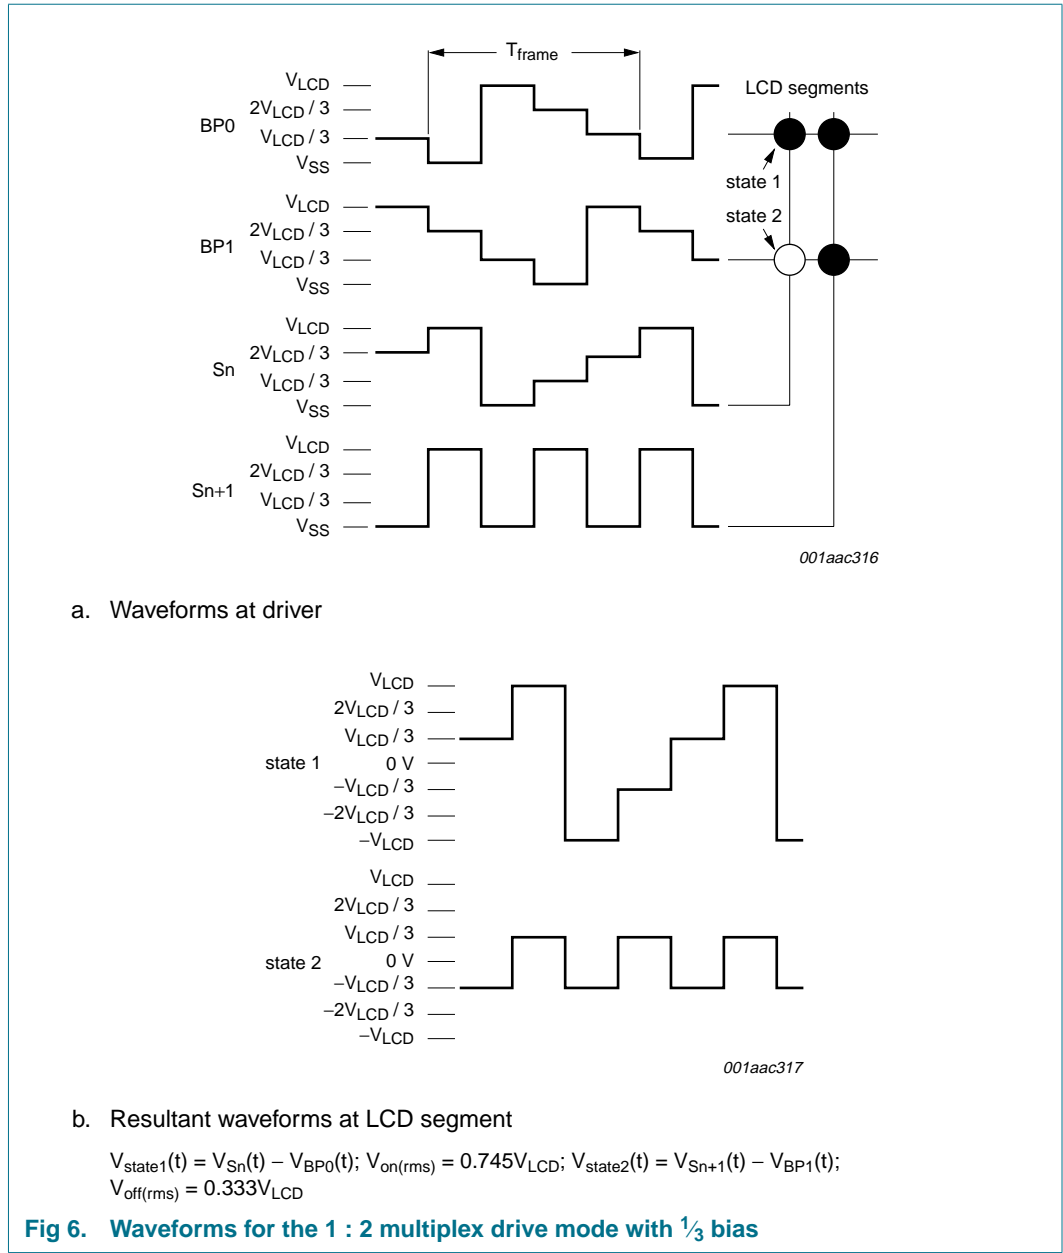 Tframe
VLCD
2VLCD / 3
BP0
VLCD / 3
VSS
LCD segments
state 1
state 2
VLCD
2VLCD / 3
BP1
VLCD / 3
VSS
VLCD
2VLCD / 3
Sn
VLCD / 3
VSS
VLCD
2VLCD / 3
Sn+1
VLCD / 3
VSS
001aac316
a. Waveforms at driver
VLCD
2VLCD / 3
VLCD / 3
state 1
0 V
−VLCD / 3
−2VLCD / 3
−VLCD
VLCD
2VLCD / 3
VLCD / 3
state 2
0 V
−VLCD / 3
−2VLCD / 3
−VLCD
001aac317
b. Resultant waveforms at LCD segment
Vstate1(t) = VSn(t) − VBP0(t); Von(rms) = 0.745VLCD; Vstate2(t) = VSn+1(t) − VBP1(t);
Voff(rms) = 0.333VLCD
Fig 6. Waveforms for the 1 : 2 multiplex drive mode with 1⁄3 bias